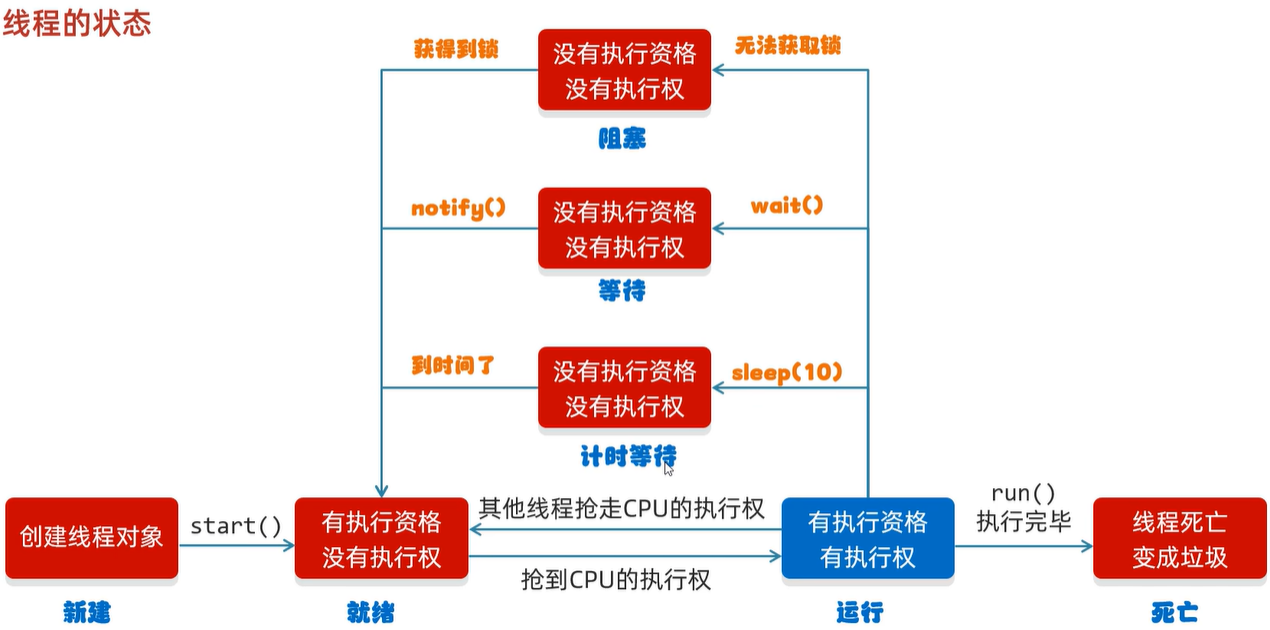 线程的状态
获得到锁
没有执行资格
没有执行权
无法获取锁
阻塞
notify()
没有执行资格
没有执行权
wait()
等待
到时间了
没有执行资格
没有执行权
sleep(10)
计时等待
创建线程对象
start()
有执行资格
没有执行权
其他线程抢走CPU的执行权
抢到CPU的执行权
有执行资格
有执行权
run()
执行完毕
线程死亡
变成垃圾
新建
就绪
运行
死亡